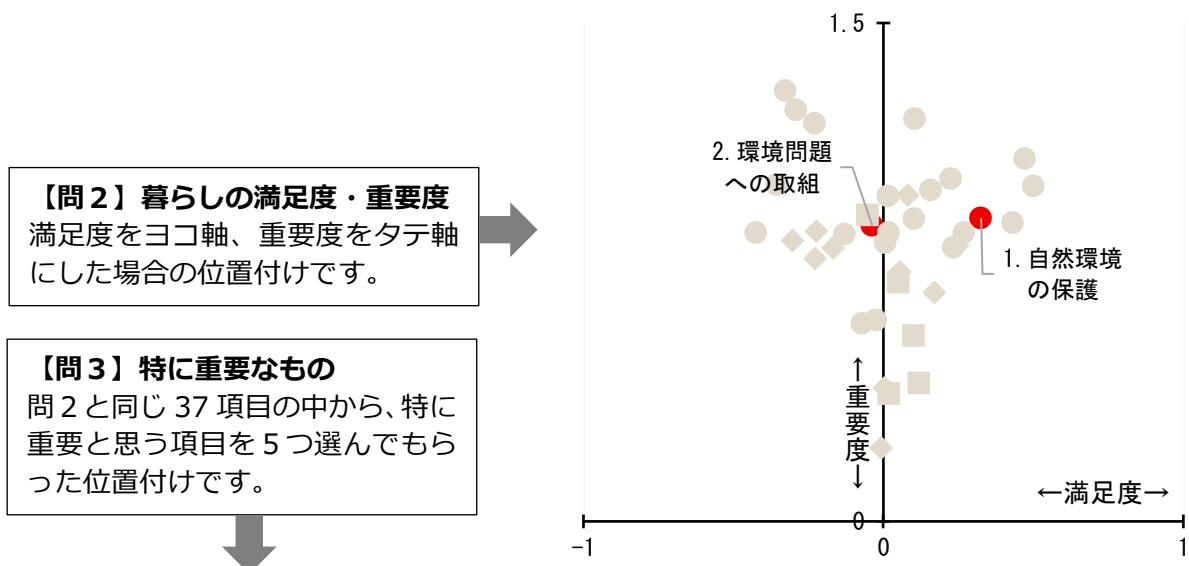 【問２】暮らしの満足度・重要度
満足度をヨコ軸、重要度をタテ軸
にした場合の位置付けです。
【問３】特に重要なもの
問２と同じ 37 項目の中から、特に
重要と思う項目を５つ選んでもら
った位置付けです。
1.5
2.環境問題
への取組
1.自然環境
の保護
←重要度→
←満足度→
0
-1
0
1